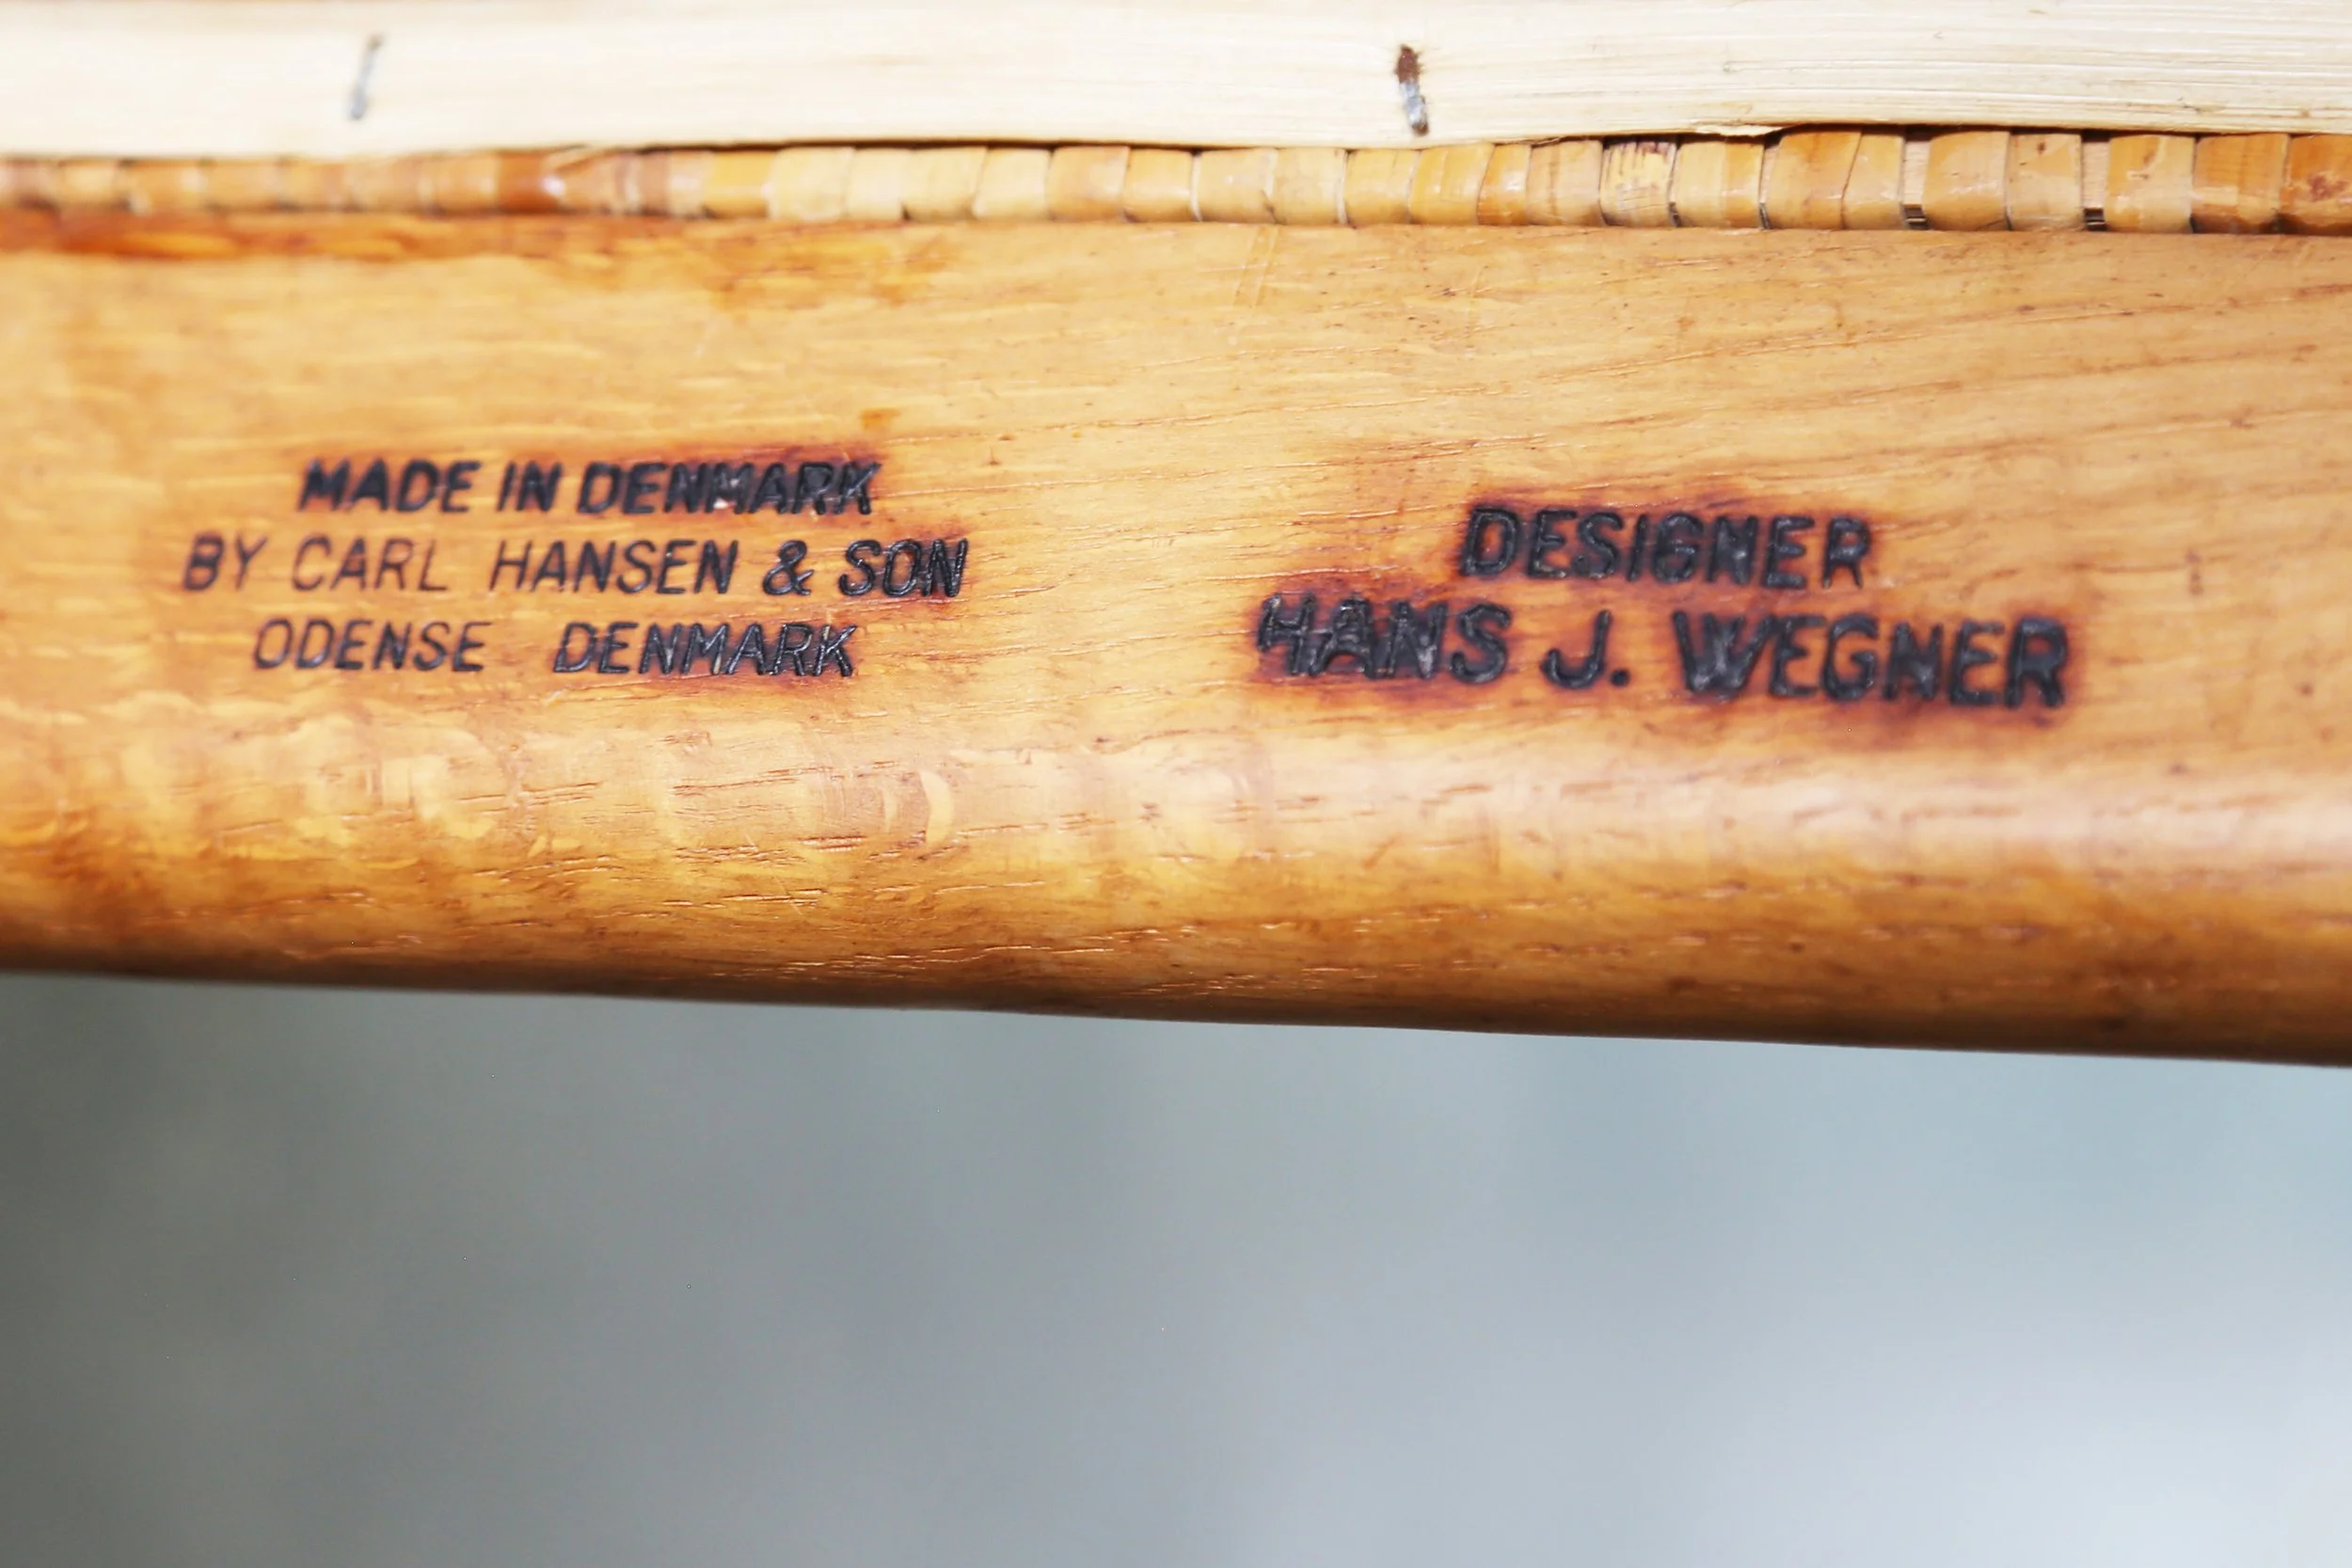 MADE IN DENMARK
BY CARL HANSEN & SON
ODENSE DENMARK
DESIGNER
HANS J. WEGNER